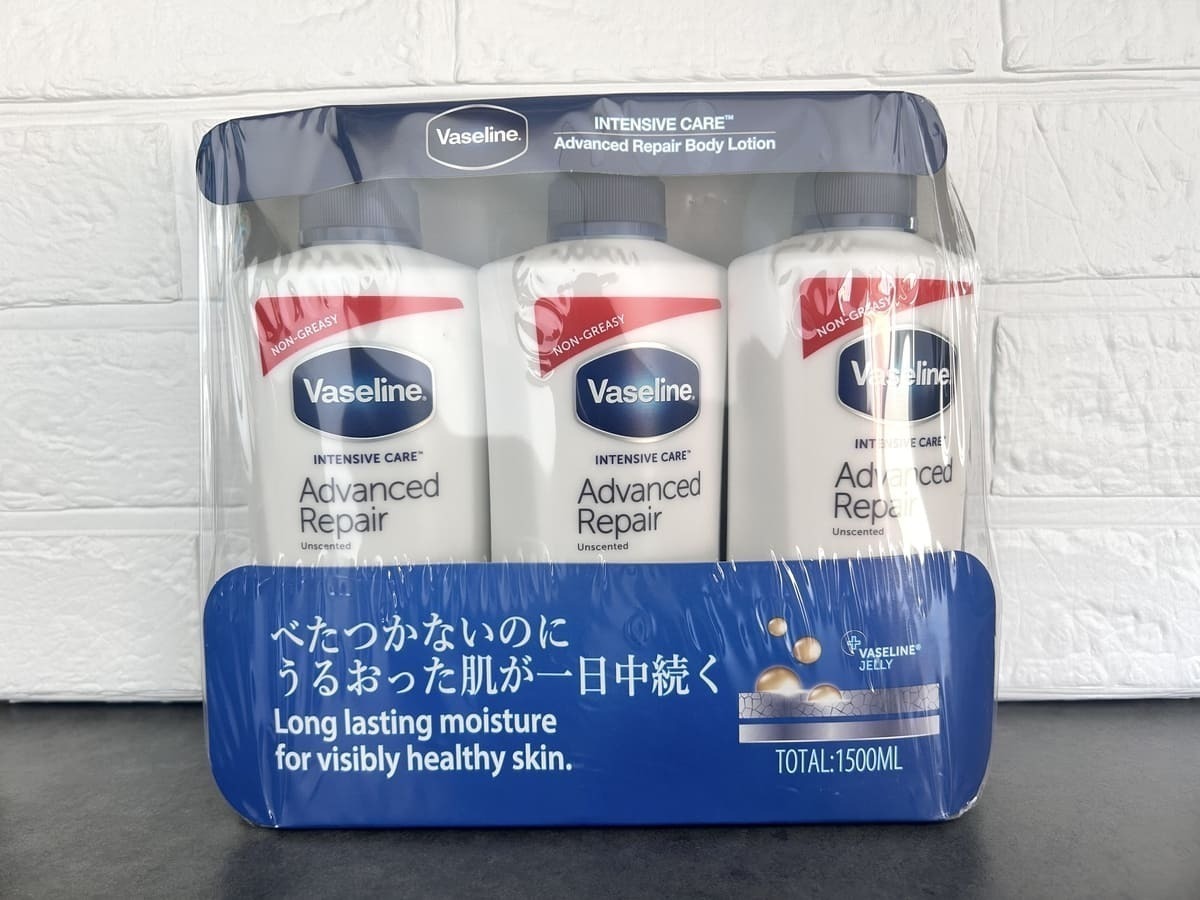 Vaseline.
INTENSIVE CARE™
Advanced Repair Body Lotion
NON-GREASY
Vaseline.
INTENSIVE CARE™
Advanced
Repair
Unscented
NON-GREASY
Vaseline.
INTENSIVE CARE™
Advanced
Repair
Unscented
NON-GREASY
Vaseline.
INTENSIVE CARE™
Advanced
Repair
Unscented
べたつかないのに
うるおった肌が一日中続く
Long lasting moisture
for visibly healthy skin.
VASELINE®
JELLY
TOTAL:1500ML